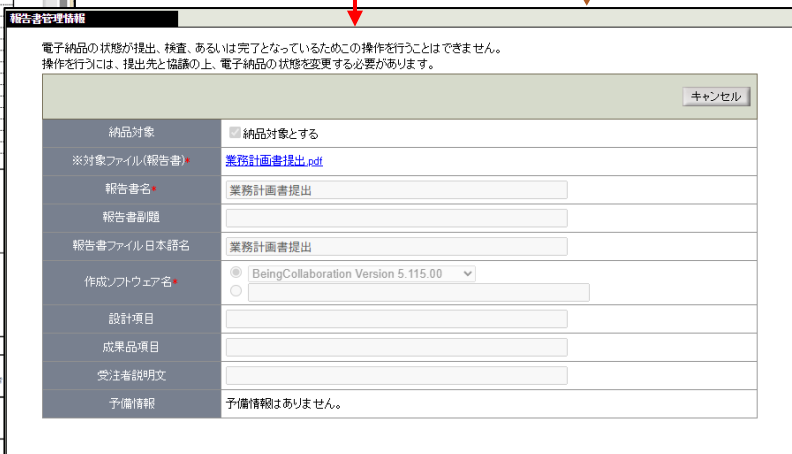 報告書管理情報
電子納品の状態が提出、検査、あるいは完了となっているためこの操作を行うことはできません。
操作を行うには、提出先と協議の上、電子納品の状態を変更する必要があります。
キャンセル
納品対象 納品対象とする
※対象ファイル(報告書)* 業務計画書提出.pdf
報告書名* 業務計画書提出
報告書副題
報告書ファイル日本語名 業務計画書提出
作成ソフトウェア名* BeingCollaboration Version 5.115.00
設計項目
成果品項目
受注者説明文
予備情報 予備情報はありません。